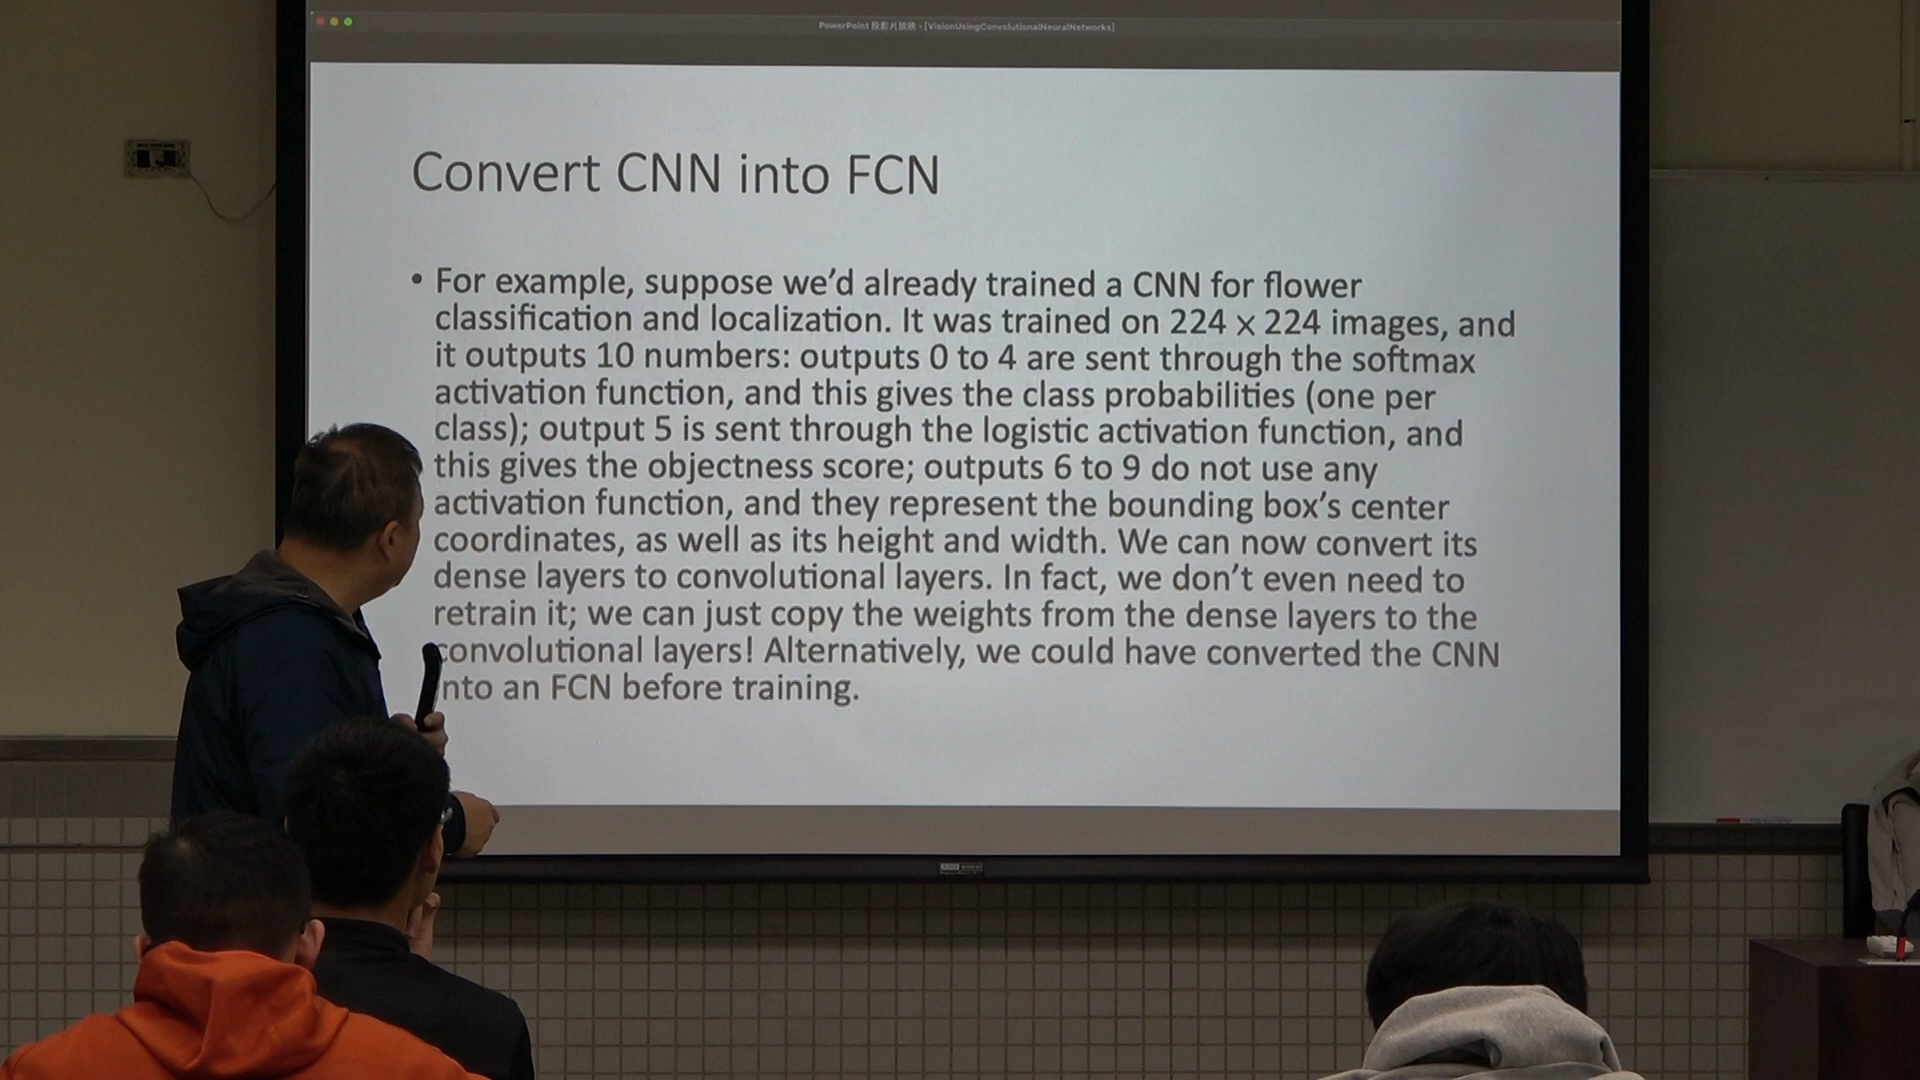 PowerPoint 投影片放映 - [VisionUsingConvolutionalNeuralNetworks]
Convert CNN into FCN
• For example, suppose we’d already trained a CNN for flower
classification and localization. It was trained on 224 × 224 images, and
it outputs 10 numbers: outputs 0 to 4 are sent through the softmax
activation function, and this gives the class probabilities (one per
class); output 5 is sent through the logistic activation function, and
this gives the objectness score; outputs 6 to 9 do not use any
activation function, and they represent the bounding box’s center
coordinates, as well as its height and width. We can now convert its
dense layers to convolutional layers. In fact, we don’t even need to
retrain it; we can just copy the weights from the dense layers to the
convolutional layers! Alternatively, we could have converted the CNN
into an FCN before training.